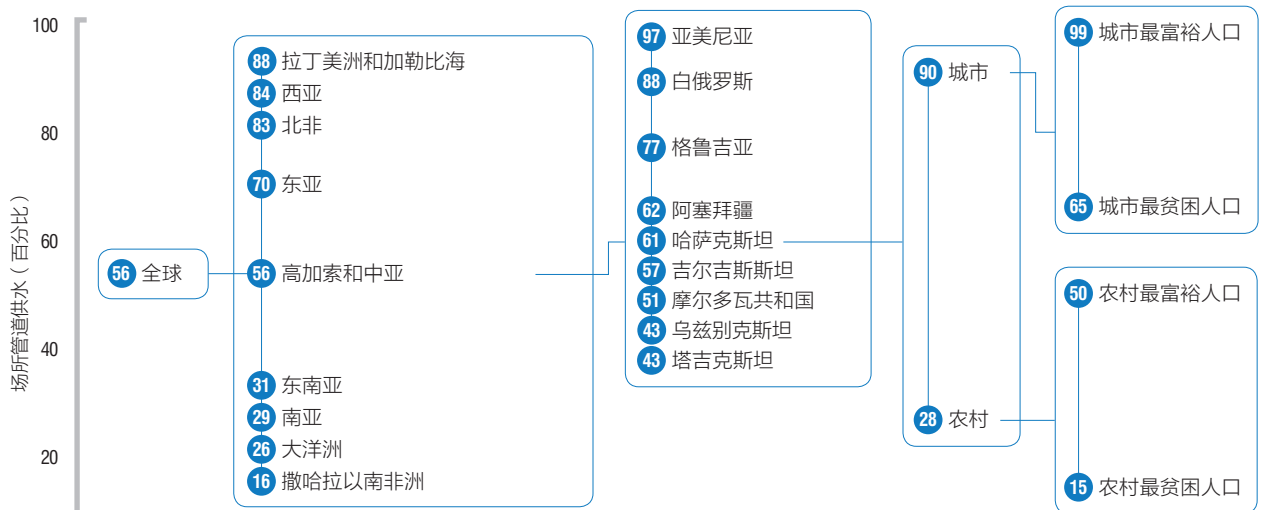 场所管道供水（百分比）
100
80
60
40
20
56 全球
88 拉丁美洲和加勒比海
84 西亚
83 北非
70 东亚
56 高加索和中亚
31 东南亚
29 南亚
26 大洋洲
16 撒哈拉以南非洲
97 亚美尼亚
88 白俄罗斯
77 格鲁吉亚
62 阿塞拜疆
61 哈萨克斯坦
57 吉尔吉斯斯坦
51 摩尔多瓦共和国
43 乌兹别克斯坦
43 塔吉克斯坦
90 城市
28 农村
99 城市最富裕人口
65 城市最贫困人口
50 农村最富裕人口
15 农村最贫困人口